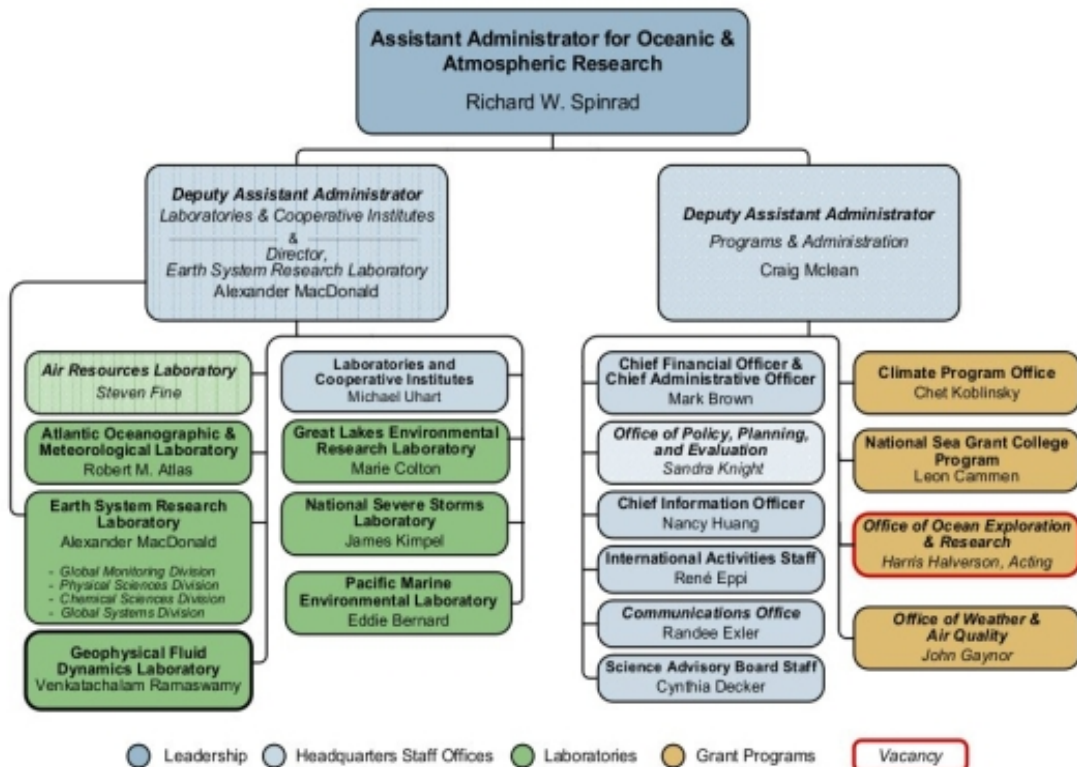 Assistant Administrator for Oceanic &
Atmospheric Research
Richard W. Spinrad
Deputy Assistant Administrator
Laboratories & Cooperative Institutes
&
Director,
Earth System Research Laboratory
Alexander MacDonald
Deputy Assistant Administrator
Programs & Administration
Craig Mclean
Air Resources Laboratory
Steven Fine
Atlantic Oceanographic &
Meteorological Laboratory
Robert M. Atlas
Earth System Research
Laboratory
Alexander MacDonald
- Global Monitoring Division
- Physical Sciences Division
- Chemical Sciences Division
- Global Systems Division
Geophysical Fluid
Dynamics Laboratory
Venkatachalam Ramaswamy
Laboratories and
Cooperative Institutes
Michael Uhart
Great Lakes Environmental
Research Laboratory
Marie Colton
National Severe Storms
Laboratory
James Kimpel
Pacific Marine
Environmental Laboratory
Eddie Bernard
Chief Financial Officer &
Chief Administrative Officer
Mark Brown
Office of Policy, Planning,
and Evaluation
Sandra Knight
Chief Information Officer
Nancy Huang
International Activities Staff
René Eppi
Communications Office
Randee Exler
Science Advisory Board Staff
Cynthia Decker
Climate Program Office
Chet Koblinsky
National Sea Grant College
Program
Leon Cammen
Office of Ocean Exploration
& Research
Harris Halverson, Acting
Office of Weather &
Air Quality
John Gaynor
Leadership
Headquarters Staff Offices
Laboratories
Grant Programs
Vacancy